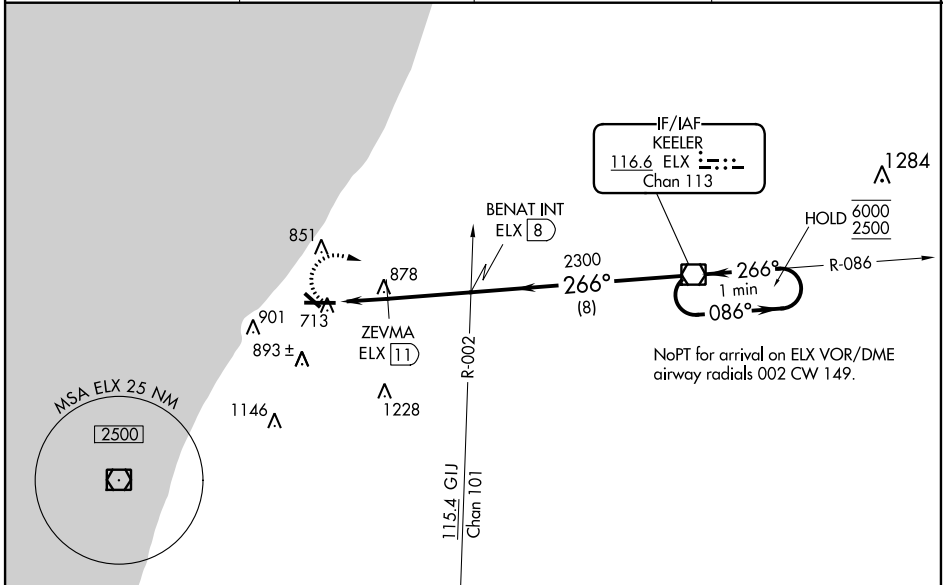 IF/IAF
KEELER
116.6 ELX
Chan 113
1284
HOLD 6000
2500
BENAT INT
ELX 8
851
2300
266°
(8)
266°
R-086
1 min
086°
878
713
901
ZEVMA
ELX 11
893 ±
R-002
NoPT for arrival on ELX VOR/DME
airway radials 002 CW 149.
MSA ELX 25 NM
2500
1146
1228
115.4 GIJ
Chan 101